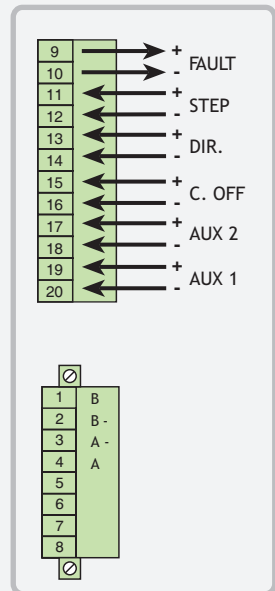 9 + FAULT
10 -
11 + STEP
12 -
13 + DIR.
14 -
15 + C. OFF
16 -
17 + AUX 2
18 -
19 + AUX 1
20 -
1 B
2 B -
3 A -
4 A
5
6
7
8